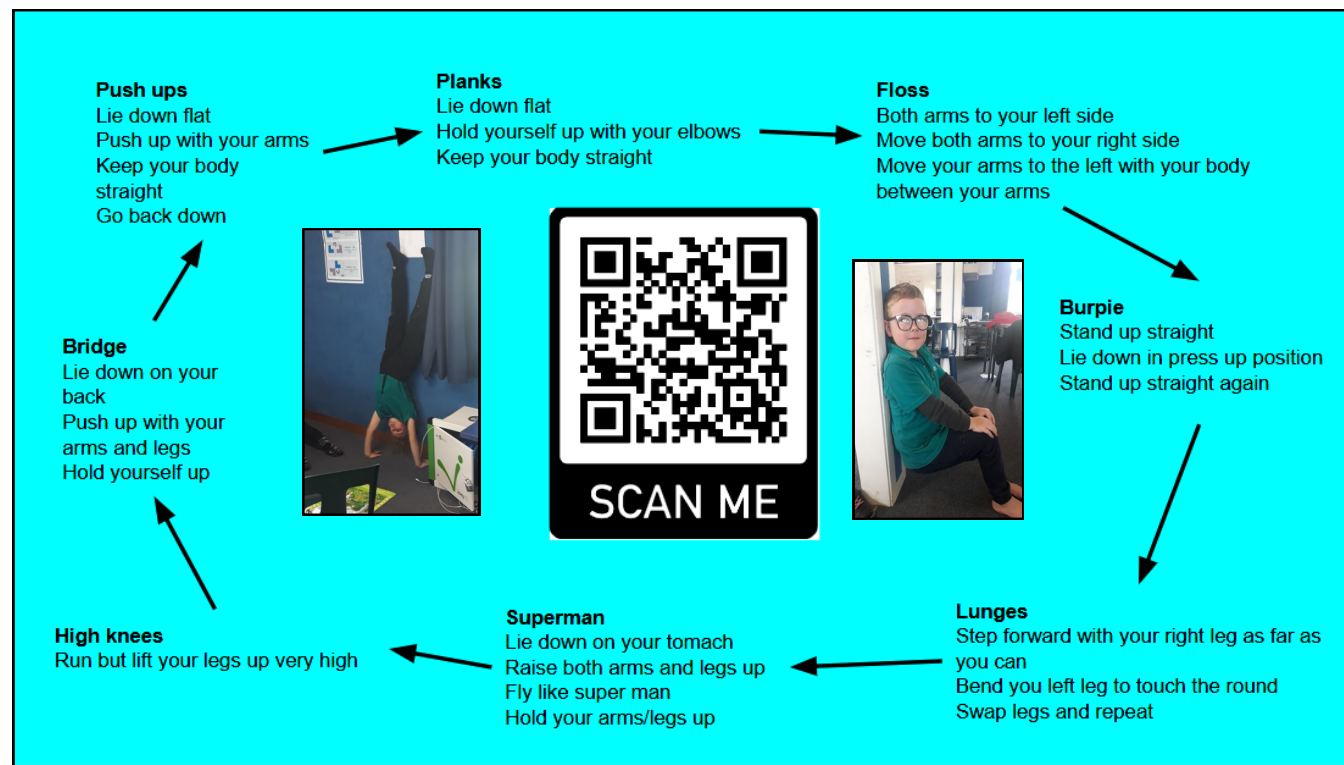 Push ups
Lie down flat
Push up with your arms
Keep your body
straight
Go back down
Planks
Lie down flat
Hold yourself up with your elbows
Keep your body straight
Floss
Both arms to your left side
Move both arms to your right side
Move your arms to the left with your body
between your arms
Burpie
Stand up straight
Lie down in press up position
Stand up straight again
Lunges
Step forward with your right leg as far as
you can
Bend you left leg to touch the round
Swap legs and repeat
Superman
Lie down on your tomach
Raise both arms and legs up
Fly like super man
Hold your arms/legs up
High knees
Run but lift your legs up very high
Bridge
Lie down on your
back
Push up with your
arms and legs
Hold yourself up
SCAN ME